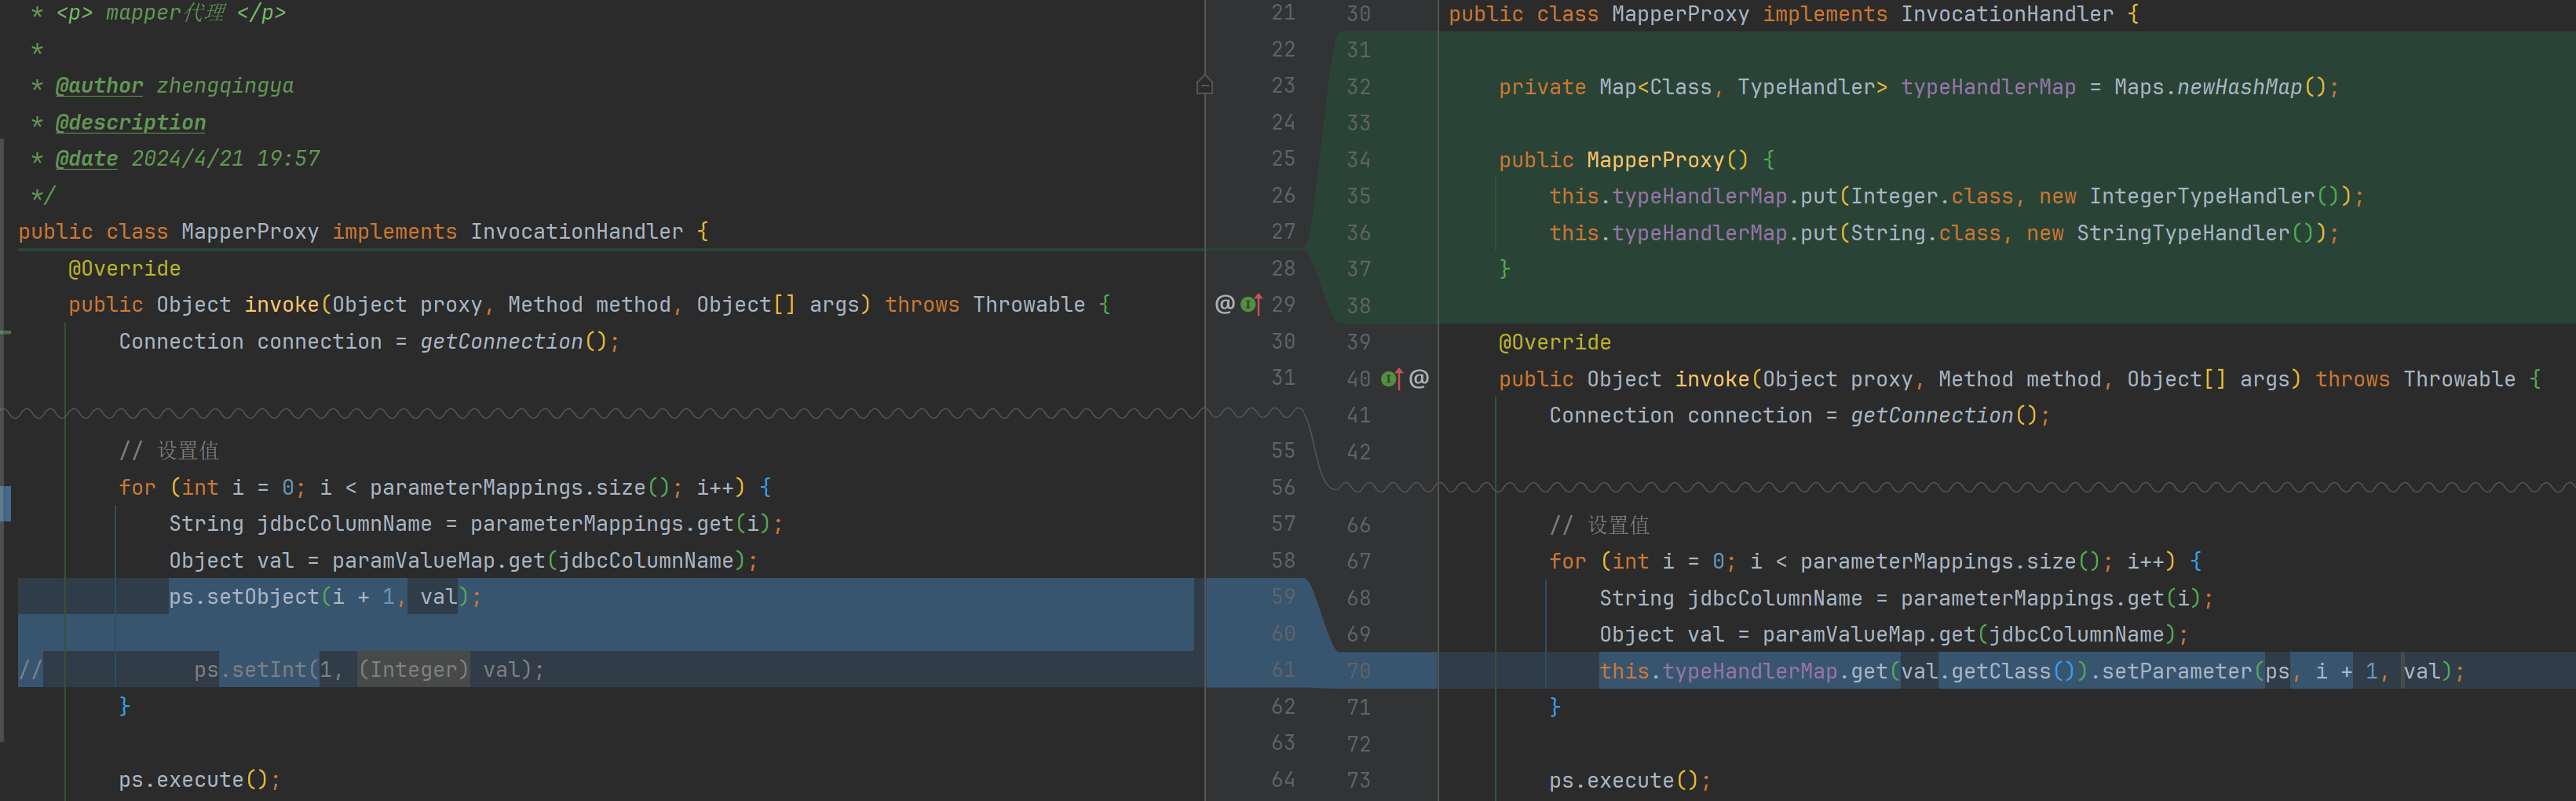 * <p> mapper代理 </p>
*
* @author zhengqingya
* @description
* @date 2024/4/21 19:57
*/
public class MapperProxy implements InvocationHandler {
@Override
public Object invoke(Object proxy, Method method, Object[] args) throws Throwable {
Connection connection = getConnection();
// 设置值
for (int i = 0; i < parameterMappings.size(); i++) {
String jdbcColumnName = parameterMappings.get(i);
Object val = paramValueMap.get(jdbcColumnName);
ps.setObject(i + 1, val);
// ps.setInt(1, (Integer) val);
}
ps.execute();
21
22
23
24
25
26
27
28
@ 29
30
31
55
56
57
58
59
60
61
62
63
64
30 public class MapperProxy implements InvocationHandler {
31
32 private Map<Class, TypeHandler> typeHandlerMap = Maps.newHashMap();
33
34 public MapperProxy() {
35 this.typeHandlerMap.put(Integer.class, new IntegerTypeHandler());
36 this.typeHandlerMap.put(String.class, new StringTypeHandler());
37 }
38
39 @Override
40 @ public Object invoke(Object proxy, Method method, Object[] args) throws Throwable {
41 Connection connection = getConnection();
42
66 // 设置值
67 for (int i = 0; i < parameterMappings.size(); i++) {
68 String jdbcColumnName = parameterMappings.get(i);
69 Object val = paramValueMap.get(jdbcColumnName);
70 this.typeHandlerMap.get(val.getClass()).setParameter(ps, i + 1, val);
71 }
72
73 ps.execute();